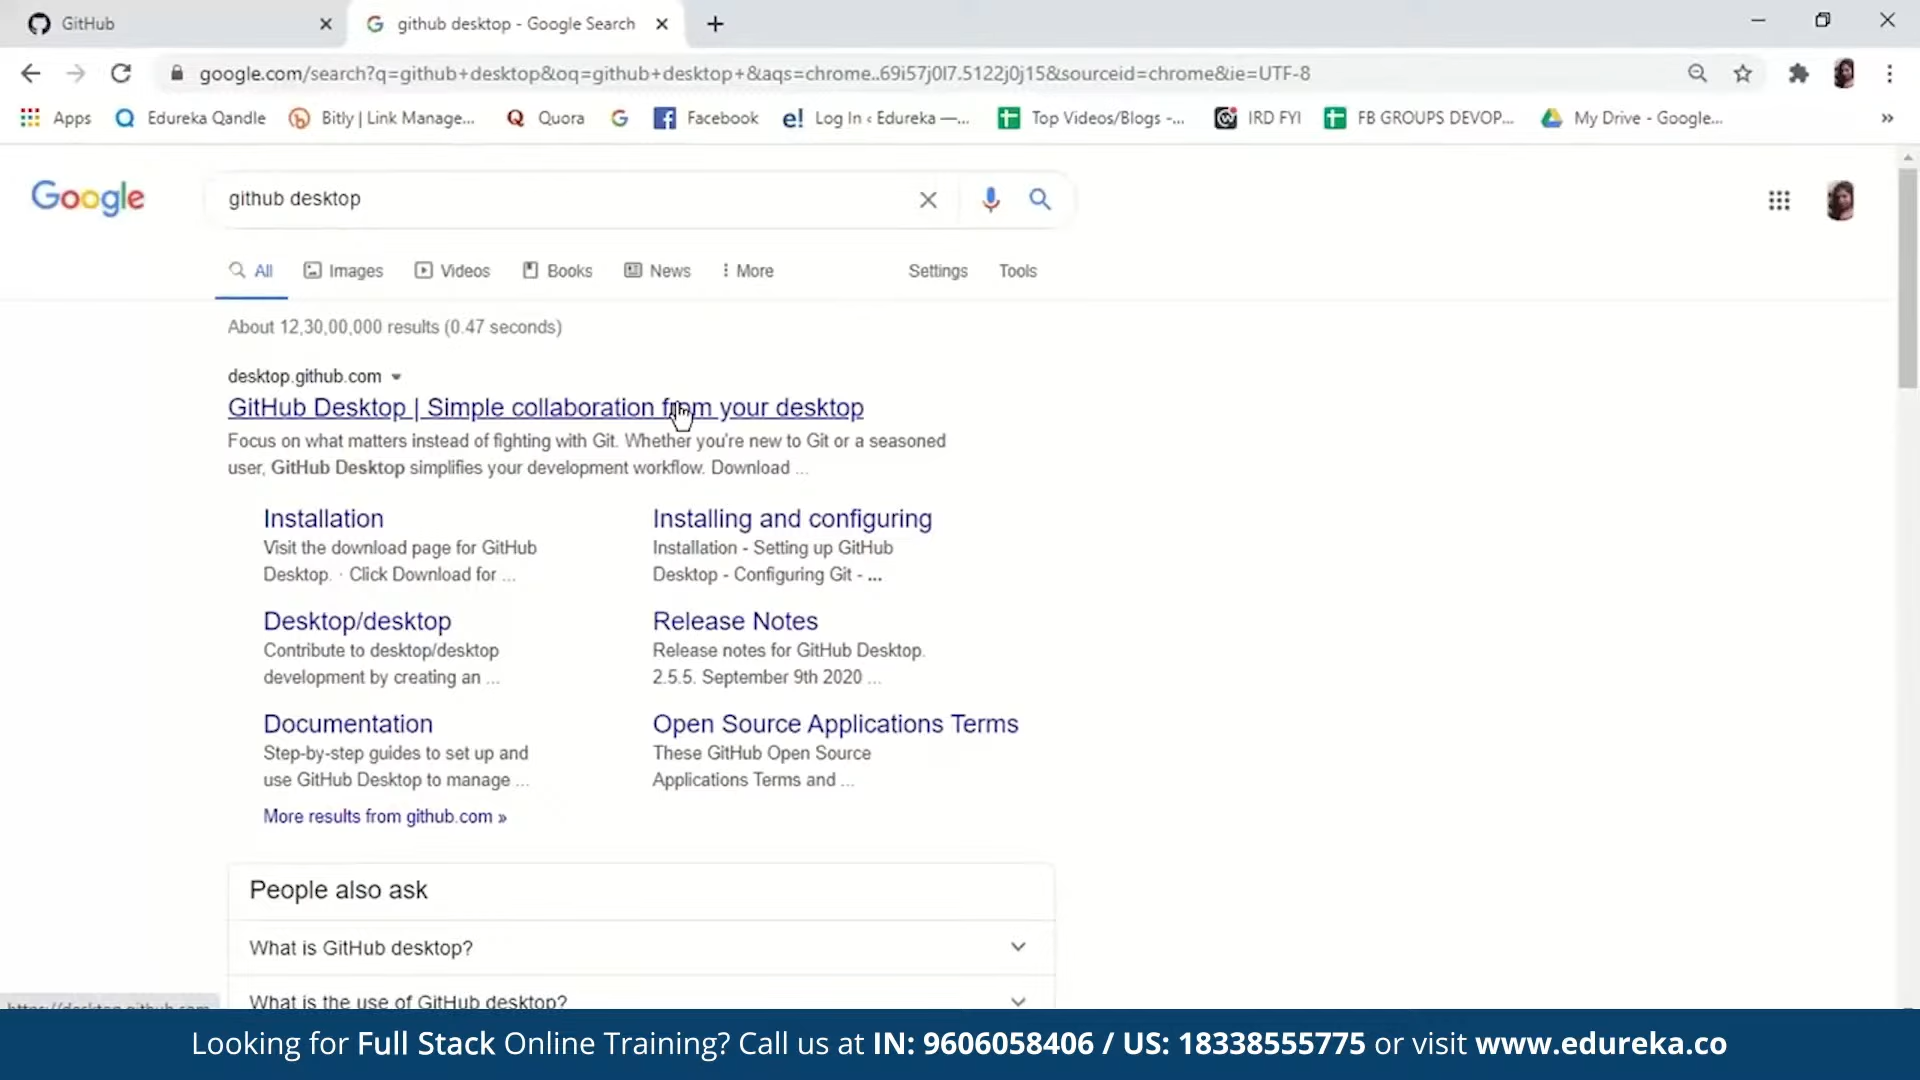 GitHub
github desktop - Google Search
google.com/search?q=github+desktop&oq=github+desktop+&aqs=chrome..69i57j0l7.5122j0j15&sourceid=chrome&ie=UTF-8
Apps Edureka Qandle Bitly | Link Manage... Quora Facebook Log In ‹ Edureka —... Top Videos/Blogs -... IRD FYI FB GROUPS DEVOP... My Drive - Google... »
Google
github desktop
All Images Videos Books News More Settings Tools
About 12,30,00,000 results (0.47 seconds)
desktop.github.com
GitHub Desktop | Simple collaboration from your desktop
Focus on what matters instead of fighting with Git. Whether you're new to Git or a seasoned
user, GitHub Desktop simplifies your development workflow. Download ...
Installation
Visit the download page for GitHub
Desktop. · Click Download for ...
Installing and configuring
Installation - Setting up GitHub
Desktop - Configuring Git - ...
Desktop/desktop
Contribute to desktop/desktop
development by creating an ...
Release Notes
Release notes for GitHub Desktop.
2.5.5. September 9th 2020 ...
Documentation
Step-by-step guides to set up and
use GitHub Desktop to manage ...
Open Source Applications Terms
These GitHub Open Source
Applications Terms and ...
More results from github.com »
People also ask
What is GitHub desktop?
What is the use of GitHub desktop?
https://desktop.github.com
Looking for Full Stack Online Training? Call us at IN: 9606058406 / US: 18338555775 or visit www.edureka.co